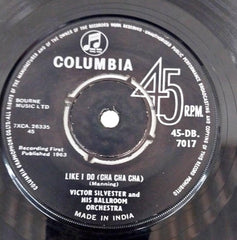 COLUMBIA
45 RPM
BOURNE
MUSIC LTD
7XCA.26335
45
45-DB.
7017
Recording First
Published 1963
LIKE I DO (CHA CHA CHA)
(Manning)
VICTOR SILVESTER and
HIS BALLROOM
ORCHESTRA
MADE IN INDIA